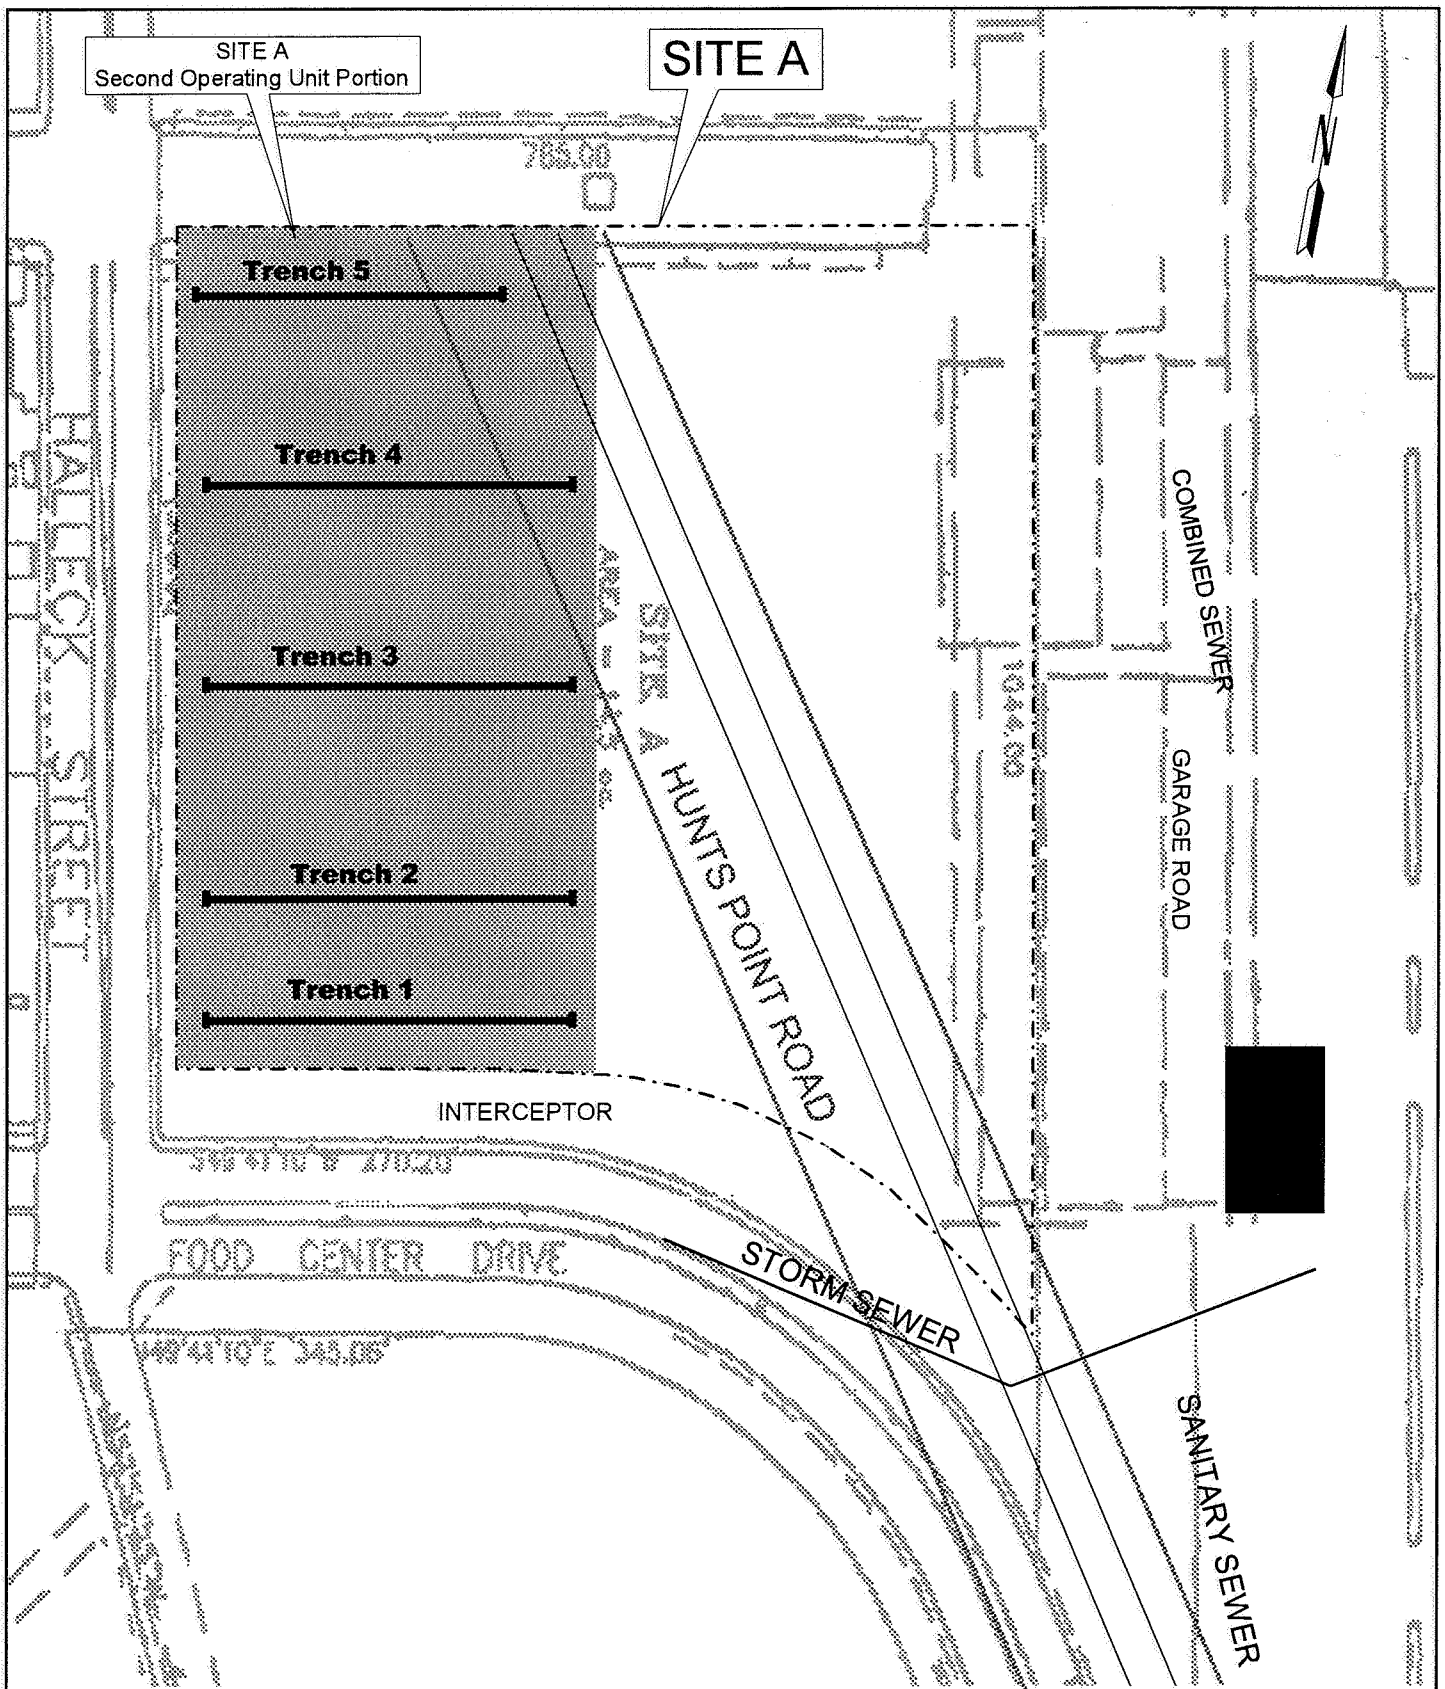 SITE A
Second Operating Unit Portion
SITE A
N
765.00
Trench 5
Trench 4
Trench 3
Trench 2
Trench 1
HALLECK STREET
SITE A
AREA =
HUNTS POINT ROAD
1044.00
COMBINED SEWER
GARAGE ROAD
INTERCEPTOR
FOOD CENTER DRIVE
STORM SEWER
SANITARY SEWER